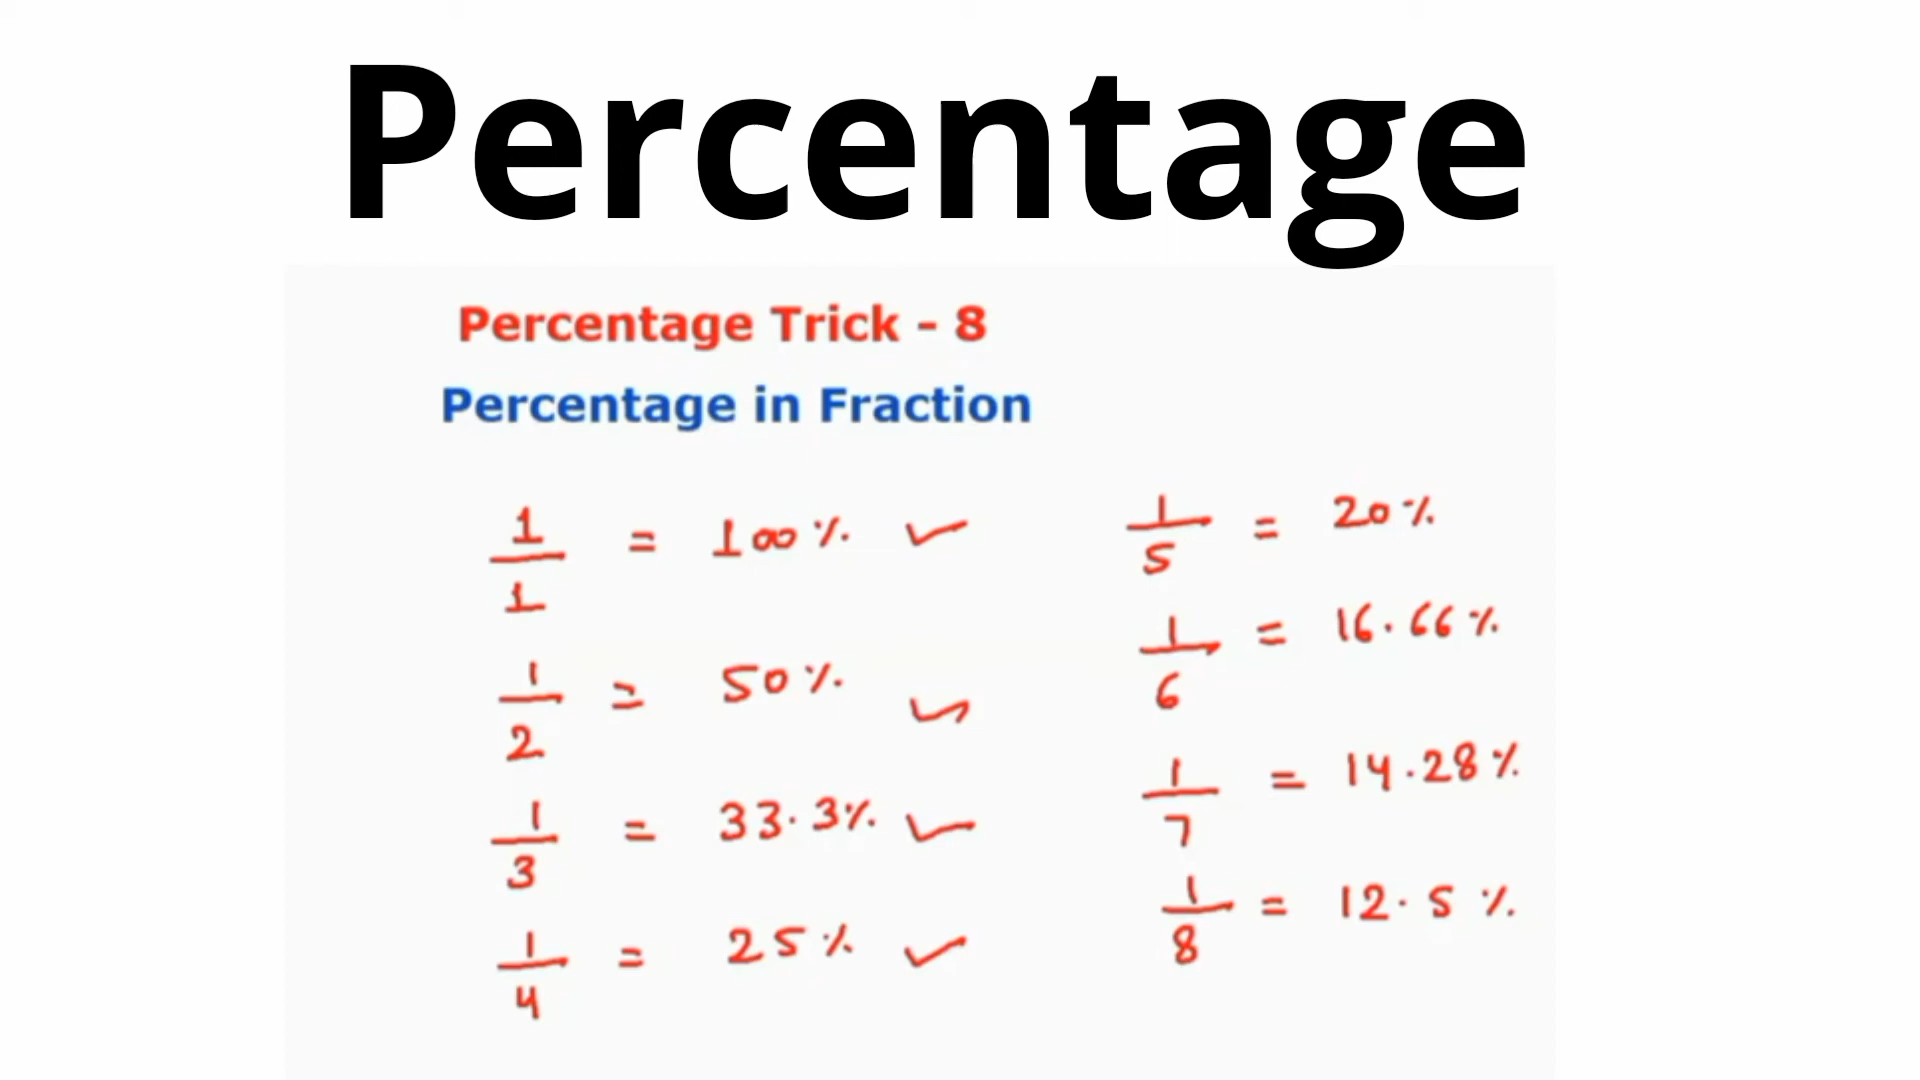 Percentage
Percentage Trick - 8
Percentage in Fraction
1/1 = 100%
1/2 = 50%
1/3 = 33.3%
1/4 = 25%
1/5 = 20%
1/6 = 16.66%
1/7 = 14.28%
1/8 = 12.5%